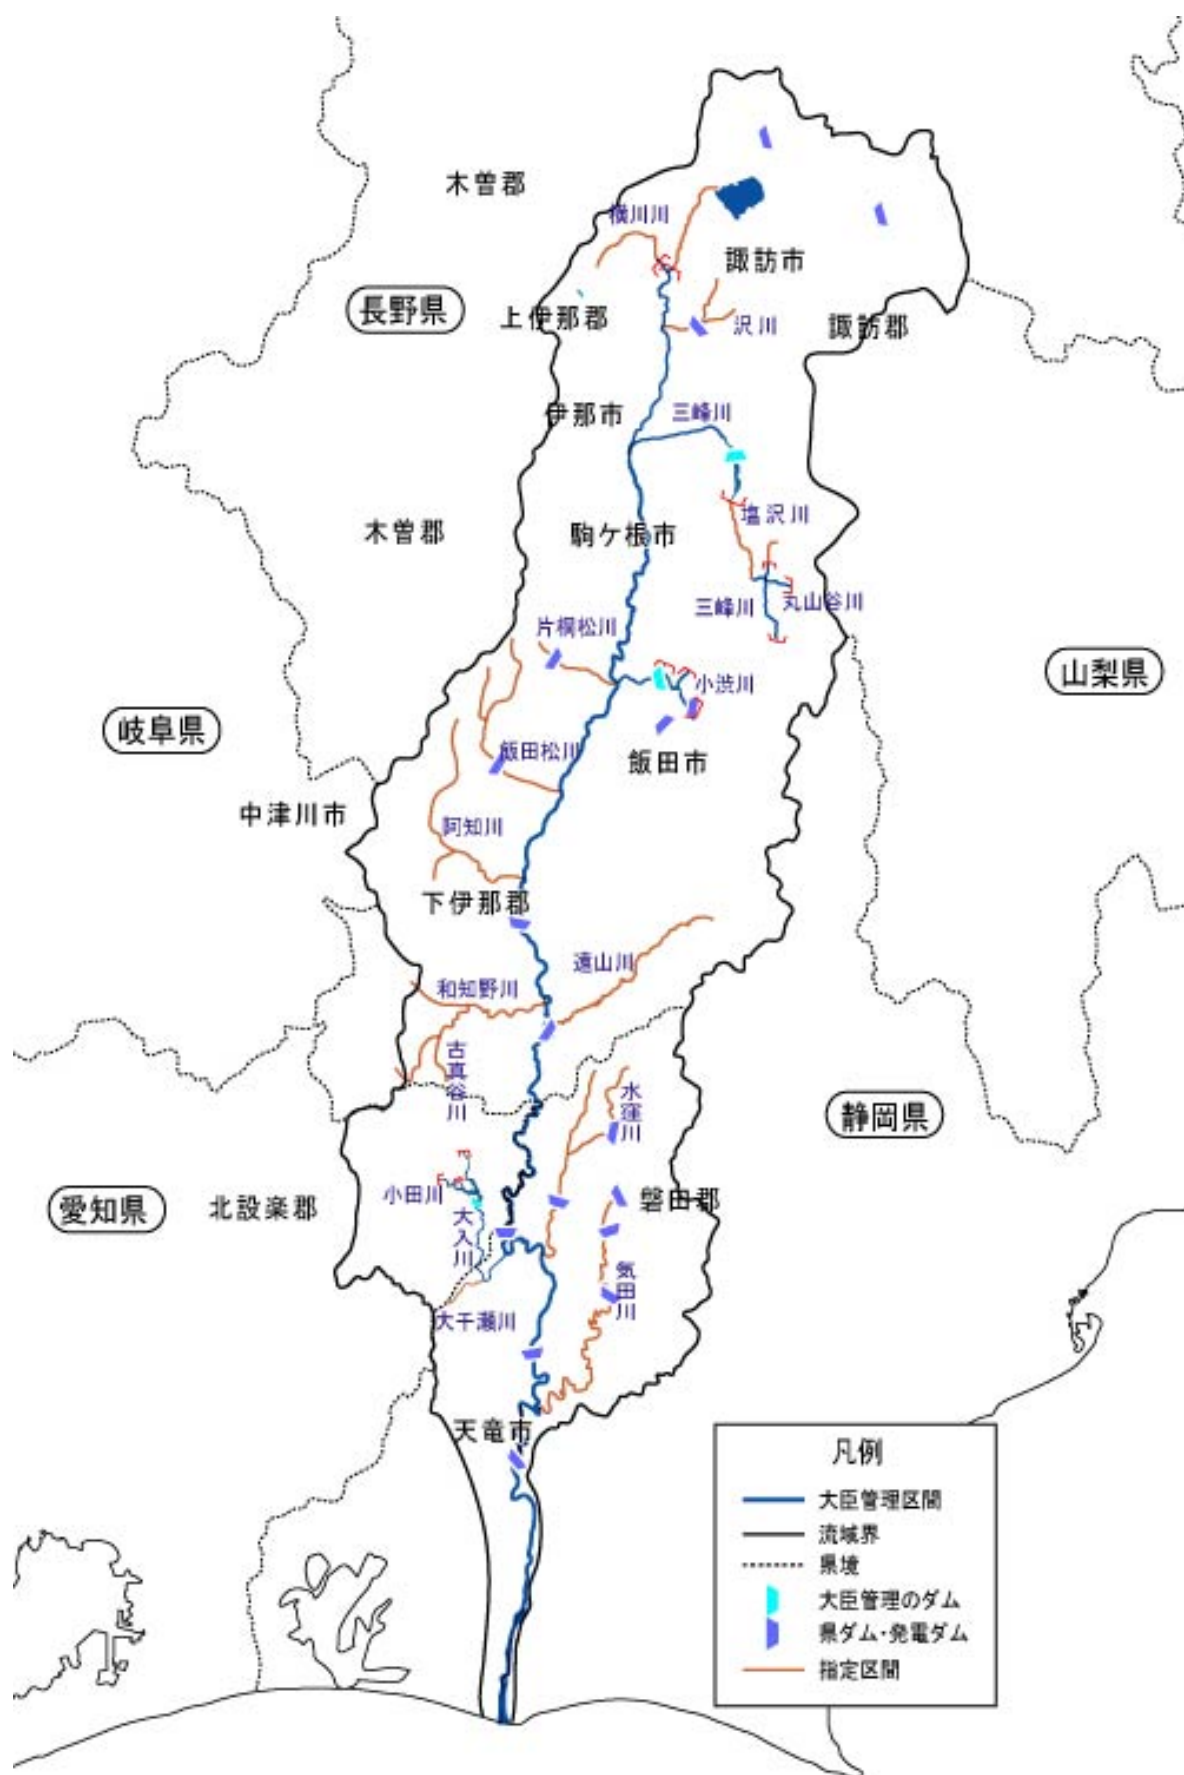 木曽郡
横川川
諏訪市
長野県
上伊那郡
沢川
諏訪郡
伊那市
三峰川
塩沢川
木曽郡
駒ケ根市
三峰川
丸山谷川
片桐松川
小渋川
山梨県
岐阜県
飯田松川
飯田市
中津川市
阿知川
下伊那郡
遠山川
和知野川
古真谷川
水窪川
静岡県
愛知県
北設楽郡
小田川
大入川
磐田郡
気田川
大千瀬川
天竜市
凡例
大臣管理区間
流域界
県境
大臣管理のダム
県ダム・発電ダム
指定区間